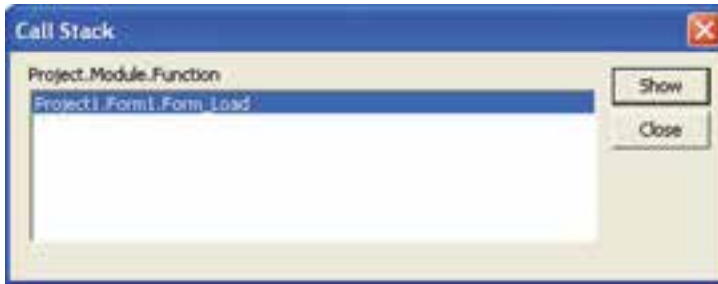 Call Stack
Project.Module.Function
Project1.Form1.Form_Load
Show
Close